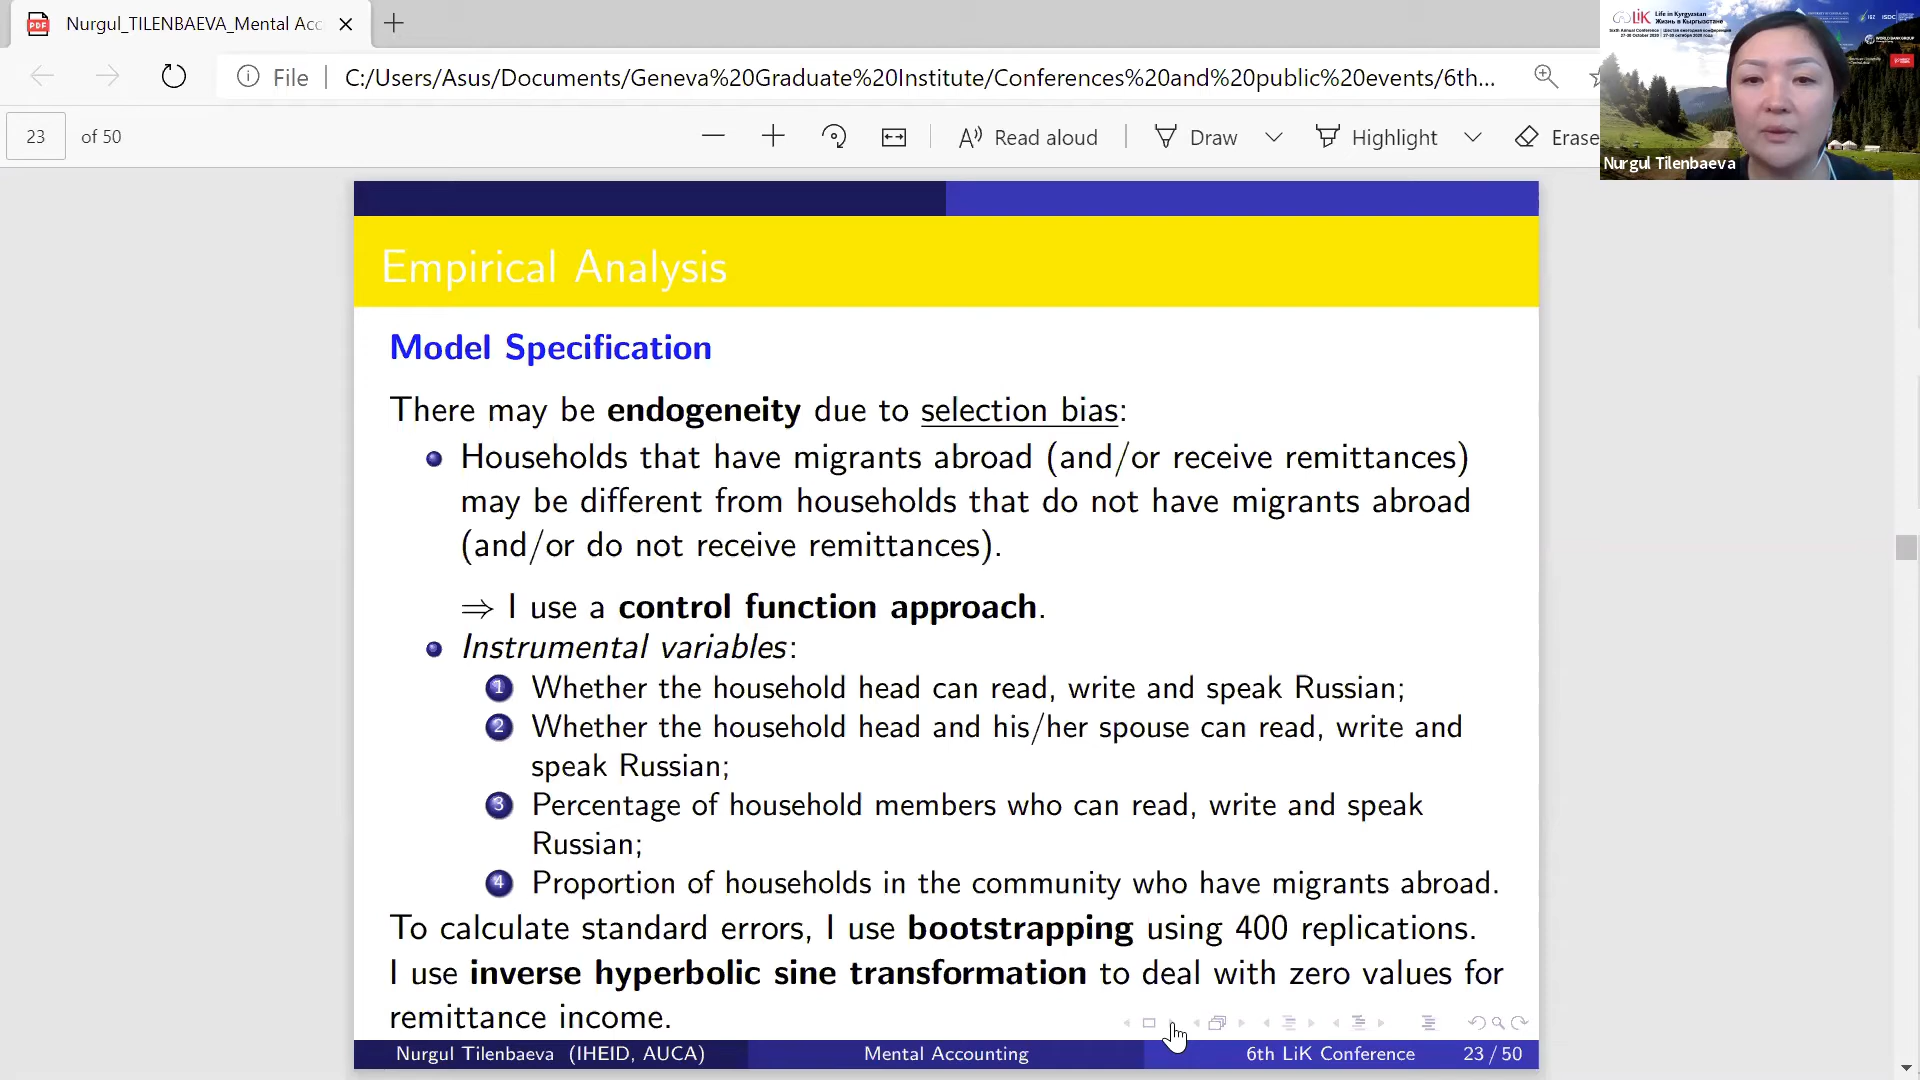 Nurgul_TILENBAEVA_Mental Acc
File
C:/Users/Asus/Documents/Geneva%20Graduate%20Institute/Conferences%20and%20public%20events/6th...
23 of 50
Read aloud
Draw
Highlight
Erase
LiK Life in Kyrgyzstan
Жизнь в Кыргызстане
Nurgul Tilenbaeva
Empirical Analysis
Model Specification
There may be endogeneity due to selection bias:
Households that have migrants abroad (and/or receive remittances)
may be different from households that do not have migrants abroad
(and/or do not receive remittances).
⇒ I use a control function approach.
Instrumental variables:
1 Whether the household head can read, write and speak Russian;
2 Whether the household head and his/her spouse can read, write and
speak Russian;
3 Percentage of household members who can read, write and speak
Russian;
4 Proportion of households in the community who have migrants abroad.
To calculate standard errors, I use bootstrapping using 400 replications.
I use inverse hyperbolic sine transformation to deal with zero values for
remittance income.
Nurgul Tilenbaeva (IHEID, AUCA) Mental Accounting 6th LiK Conference 23 / 50